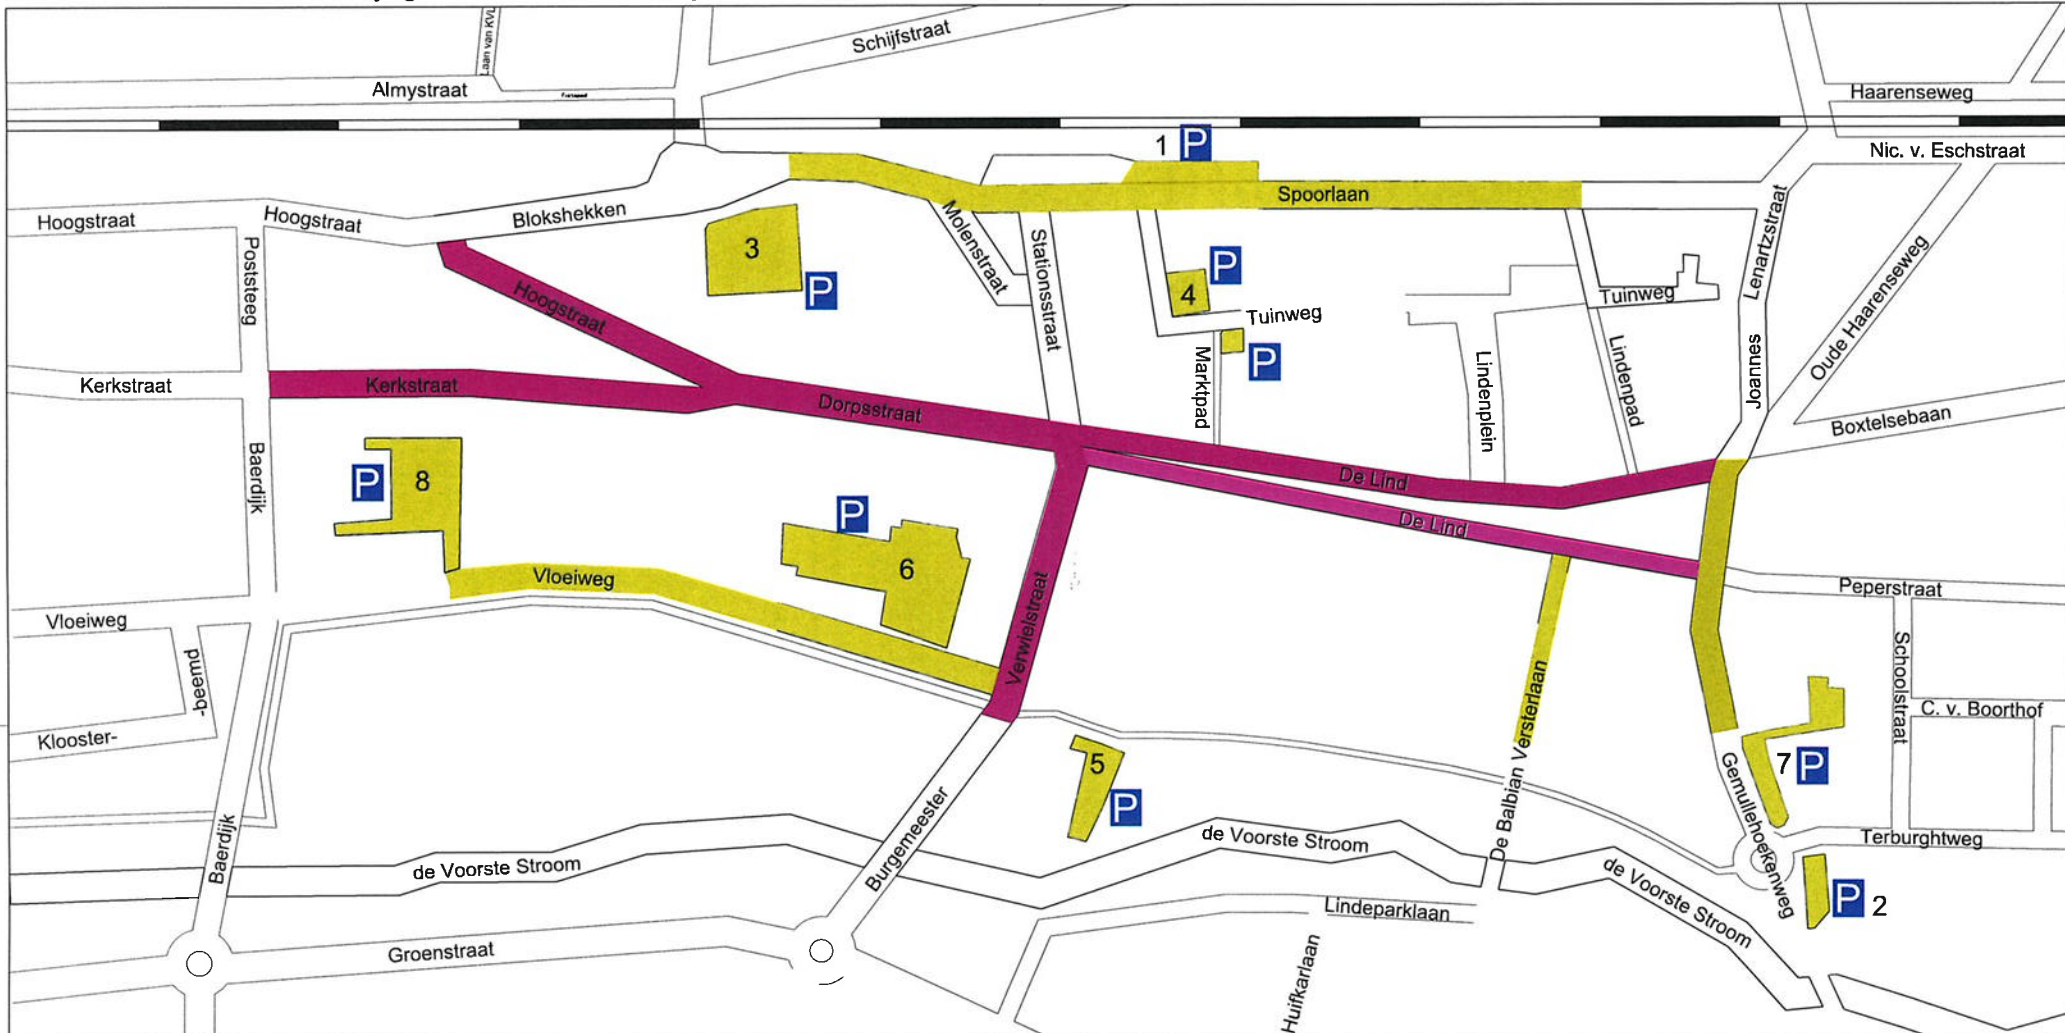 Laan van KVL
Schijfstraat
Almystraat
Haarenseweg
1 P
Nic. v. Eschstraat
Spoorlaan
Hoogstraat
Hoogstraat
Blokshekken
Molenstraat
Stationsstraat
Joannes Lenartzstraat
Oude Haarenseweg
Poststeeg
3
P
P
4
Tuinweg
Tuinweg
Hoogstraat
P
Marktpad
Lindenplein
Lindenpad
Kerkstraat
Kerkstraat
Dorpsstraat
Boxtelsebaan
Baerdijk
P
8
De Lind
P
De Lind
6
Vloeiweg
Peperstraat
Vloeiweg
Verwielstraat
-beemd
Schoolstraat
C. v. Boorthof
Klooster-
De Balbian Versterlaan
5
P
7 P
Gemullehoekenweg
Baerdijk
Burgemeester
de Voorste Stroom
de Voorste Stroom
de Voorste Stroom
Terburghtweg
P 2
Lindeparklaan
Groenstraat
Huifkarlaan